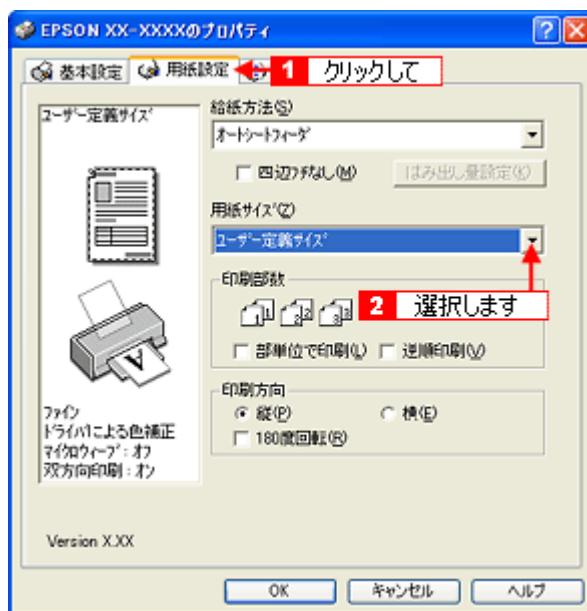 EPSON XX-XXXXのプロパティ
基本設定
用紙設定
1 クリックして
ユーザー定義サイズ
給紙方法(S)
オートシートフィーダ
四辺フチなし(M)
はみ出し量設定(K)
用紙サイズ(Z)
ユーザー定義サイズ
2 選択します
印刷部数
部単位で印刷(L)
逆順印刷(V)
印刷方向
縦(P)
横(E)
180度回転(R)
ファイン
ドライバによる色補正
マイクロウィーブ:オフ
双方向印刷:オン
Version X.XX
OK
キャンセル
ヘルプ